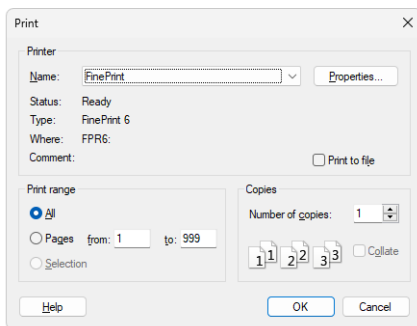 Print
Printer
Name: FinePrint Properties...
Status: Ready
Type: FinePrint 6
Where: FPR6:
Comment: Print to file
Print range
All
Pages from: 1 to: 999
Selection
Copies
Number of copies: 1
1 1 2 2 3 3 Collate
Help OK Cancel